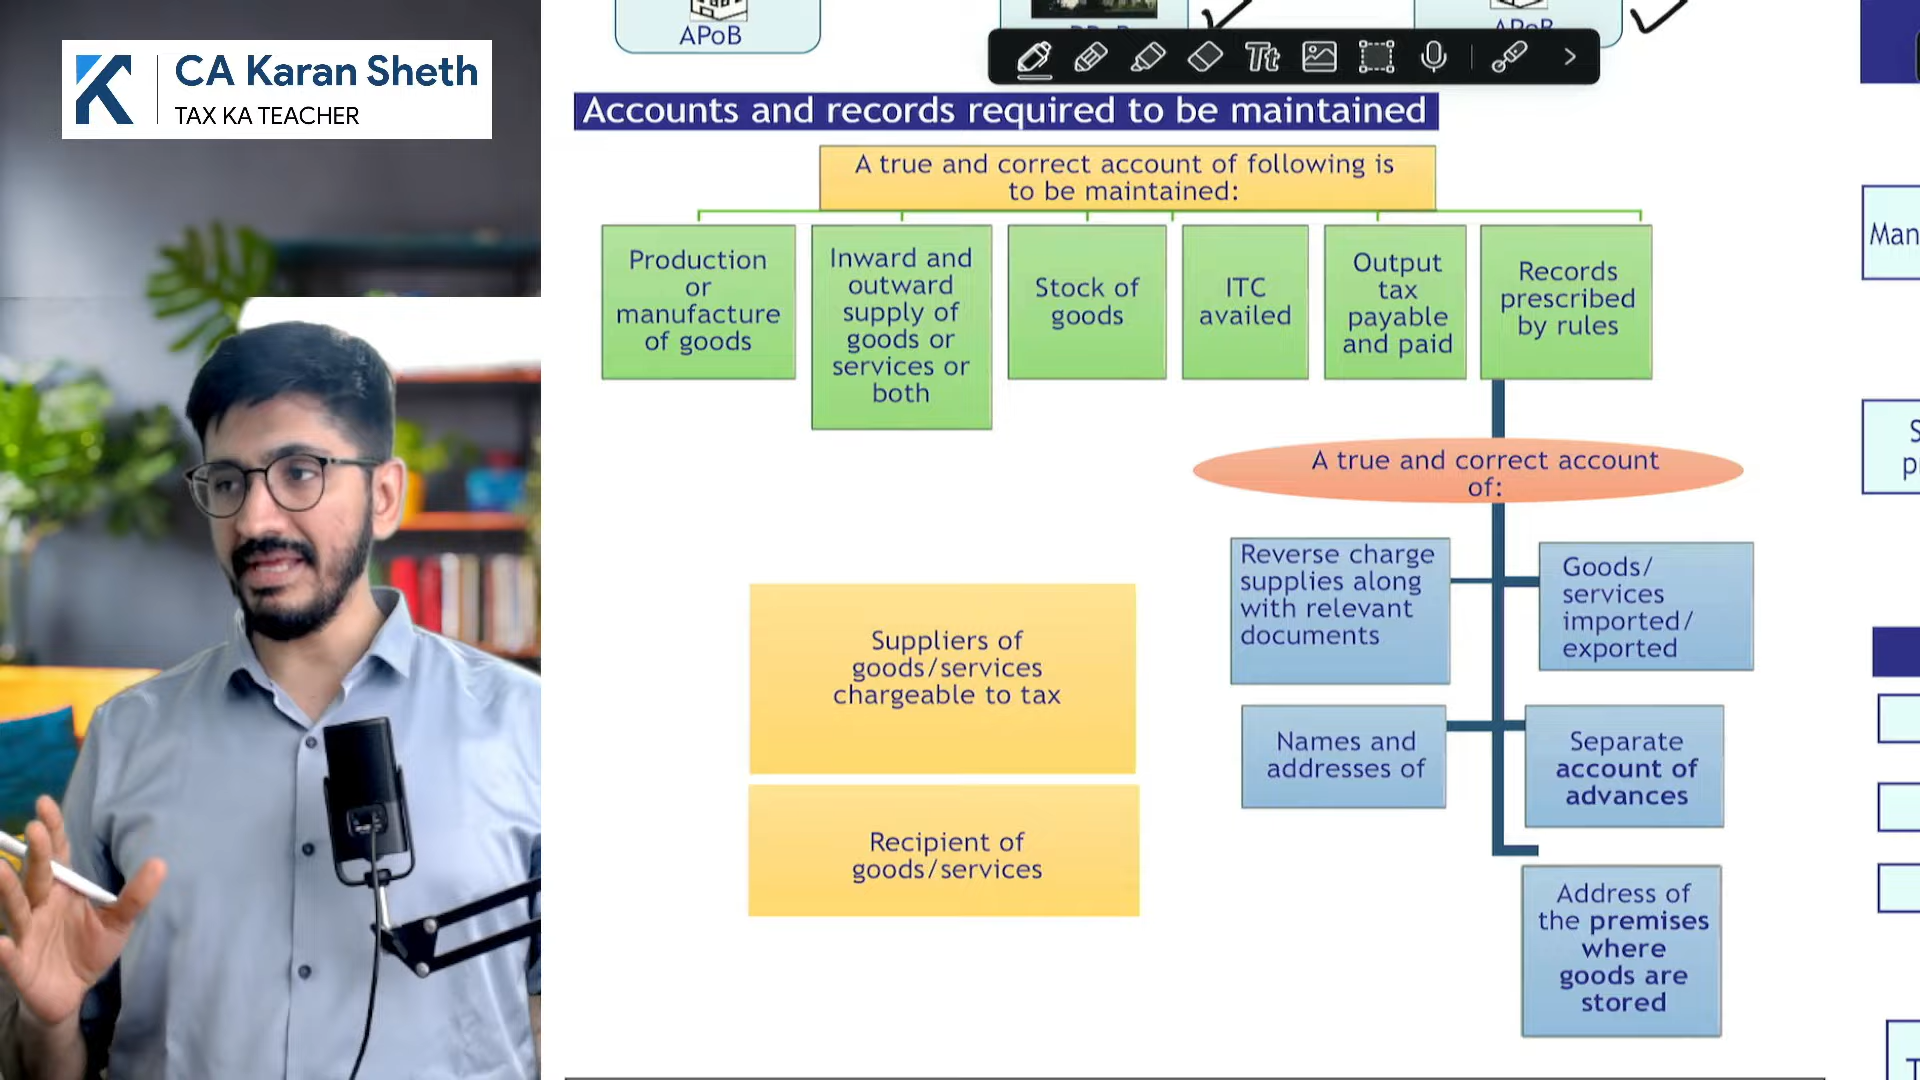 CA Karan Sheth
TAX KA TEACHER
APoB
APoB
Tt
Accounts and records required to be maintained
A true and correct account of following is
to be maintained:
Production
or
manufacture
of goods
Inward and
outward
supply of
goods or
services or
both
Stock of
goods
ITC
availed
Output
tax
payable
and paid
Records
prescribed
by rules
A true and correct account
of:
Reverse charge
supplies along
with relevant
documents
Goods/
services
imported/
exported
Names and
addresses of
Separate
account of
advances
Address of
the premises
where
goods are
stored
Suppliers of
goods/services
chargeable to tax
Recipient of
goods/services